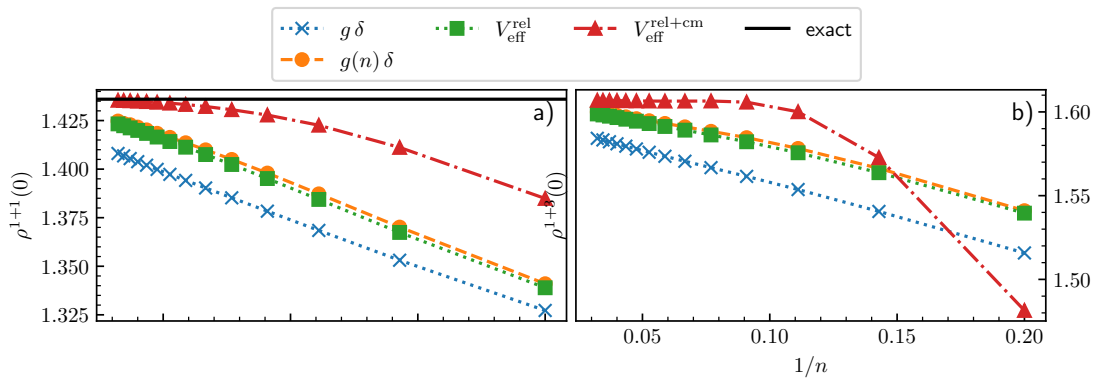 g δ
g(n) δ
V_eff^rel
V_eff^rel+cm
exact
a)
b)
1.425
1.400
1.375
1.350
1.325
ρ^1+1(0)
ρ^1+3(0)
1.60
1.55
1.50
0.05 0.10 0.15 0.20
1/n